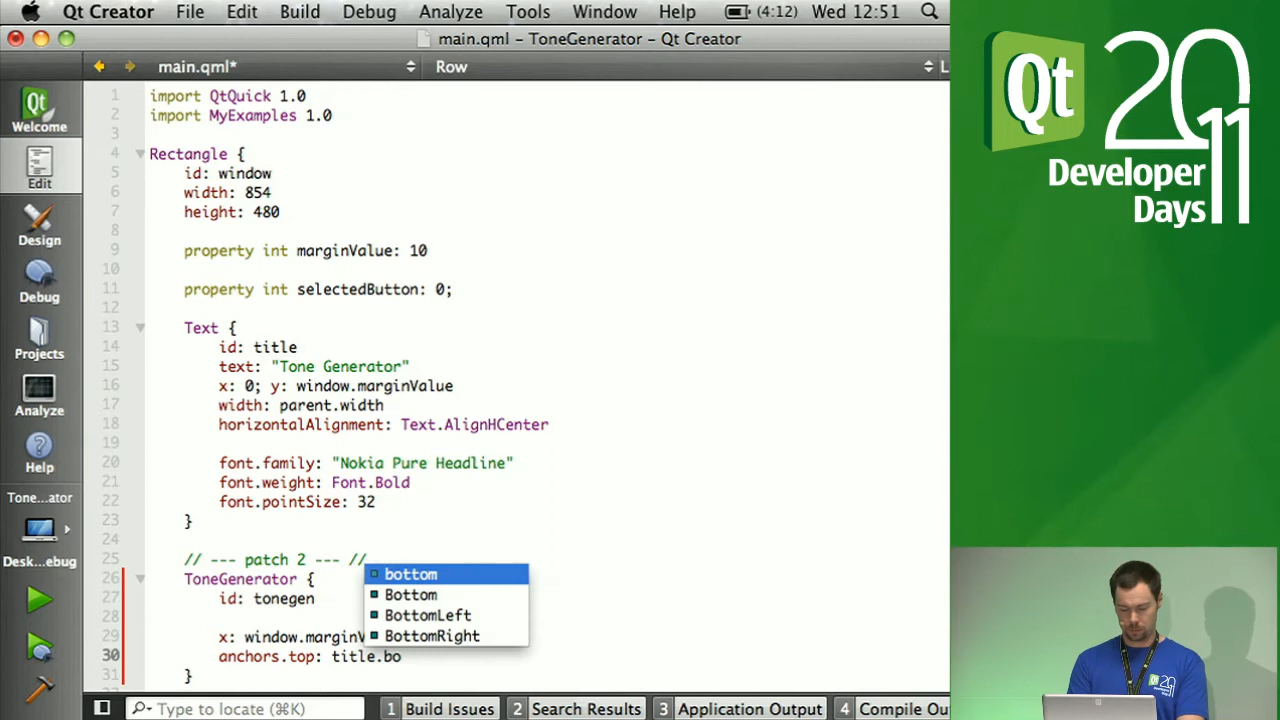 Qt Creator File Edit Build Debug Analyze Tools Window Help (4:12) Wed 12:51
main.qml – ToneGenerator – Qt Creator
main.qml* Row
Welcome
Edit
Design
Debug
Projects
Analyze
Help
Tone...ator
Desk...ebug
1 import QtQuick 1.0
2 import MyExamples 1.0
3
4 Rectangle {
5 id: window
6 width: 854
7 height: 480
8
9 property int marginValue: 10
10
11 property int selectedButton: 0;
12
13 Text {
14 id: title
15 text: "Tone Generator"
16 x: 0; y: window.marginValue
17 width: parent.width
18 horizontalAlignment: Text.AlignHCenter
19
20 font.family: "Nokia Pure Headline"
21 font.weight: Font.Bold
22 font.pointSize: 32
23 }
24
25 // --- patch 2 --- //
26 ToneGenerator {
27 id: tonegen
28
29 x: window.marginV
30 anchors.top: title.bo
31 }
bottom
Bottom
BottomLeft
BottomRight
Type to locate (⌘K) 1 Build Issues 2 Search Results 3 Application Output 4 Compile Ou
Qt 2011
Developer
Days